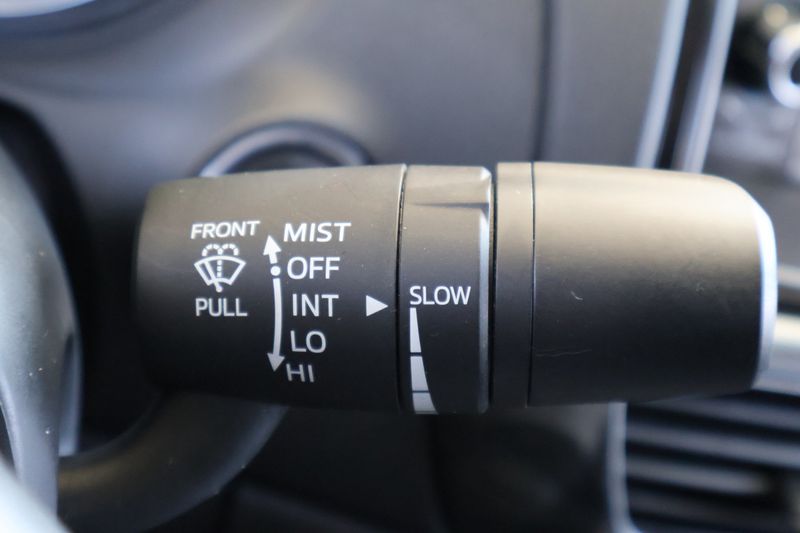 FRONT
PULL
MIST
OFF
INT
LO
HI
SLOW